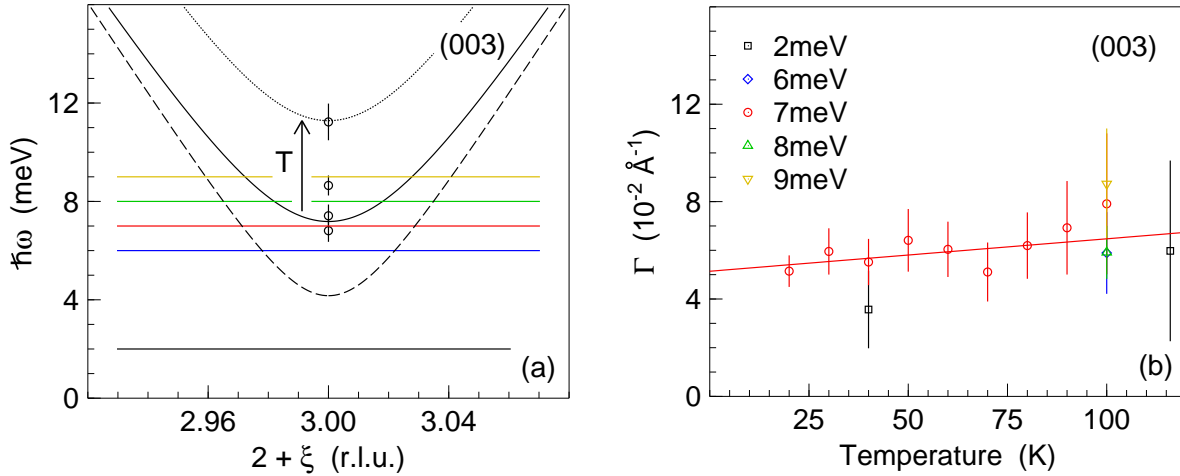 (003)
12
8
4
0
ħω (meV)
T
(a)
2.96 3.00 3.04
2 + ξ (r.l.u.)
2meV
6meV
7meV
8meV
9meV
(003)
12
8
4
0
Γ (10⁻² Å⁻¹)
(b)
25 50 75 100
Temperature (K)